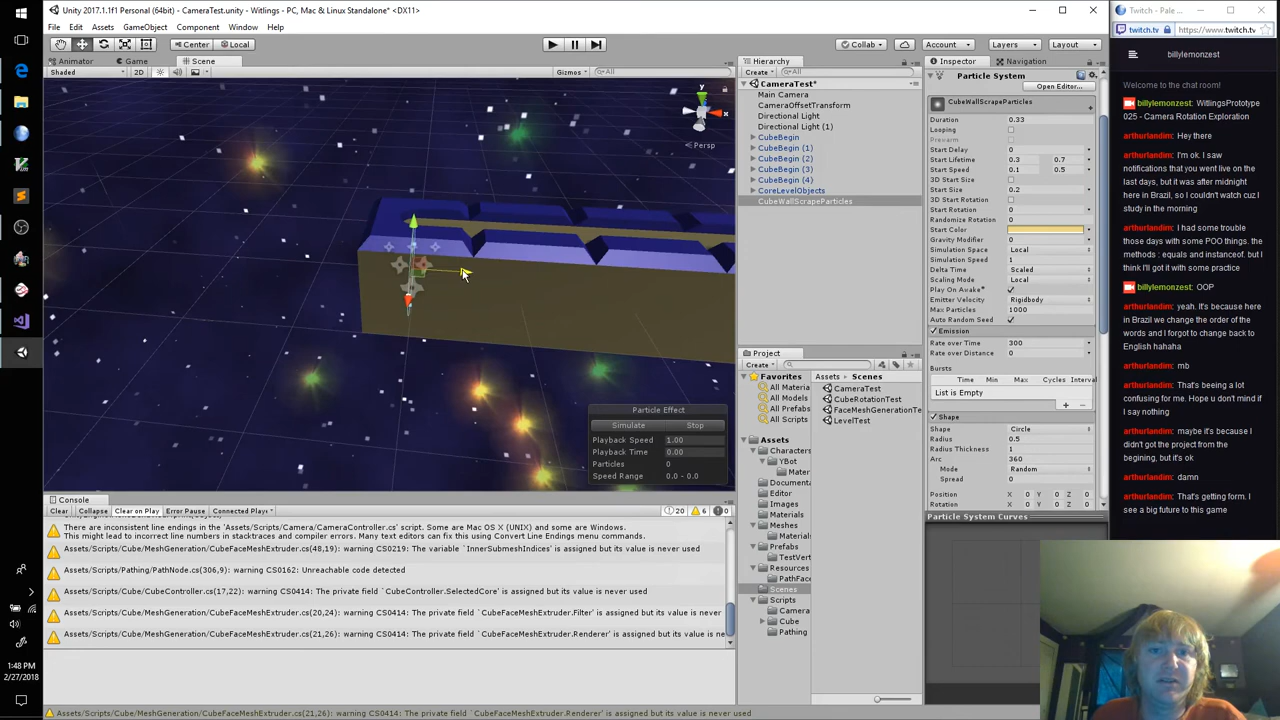 Unity 2017.1.1f1 Personal (64bit) - CameraTest.unity - Witlings - PC, Mac & Linux Standalone* <DX11>
File Edit Assets GameObject Component Window Help
Center Local
Collab Account Layers Layout
Animator Game Scene
Shaded 2D Gizmos All
y
x
Persp
Particle Effect
Simulate Stop
Playback Speed 1.00
Playback Time 0.00
Particles 0
Speed Range 0.0 - 0.0
Hierarchy
Create All
CameraTest*
Main Camera
CameraOffsetTransform
Directional Light
Directional Light (1)
CubeBegin
CubeBegin (1)
CubeBegin (2)
CubeBegin (3)
CubeBegin (4)
CoreLevelObjects
CubeWallScrapeParticles
Project
Create
Favorites
All Materia
All Models
All Prefabs
All Scripts
Assets
Characters
YBot
Mater
Documenta
Editor
Images
Materials
Meshes
Materials
Prefabs
TestVert
Resources
PathFace
Scenes
Scripts
Camera
Cube
Pathing
Assets Scenes
CameraTest
CubeRotationTest
FaceMeshGenerationTe
LevelTest
Inspector Navigation
Particle System
Open Editor...
CubeWallScrapeParticles
Duration 0.33
Looping
Prewarm
Start Delay 0
Start Lifetime 0.3 0.7
Start Speed 0.1 0.5
3D Start Size
Start Size 0.2
3D Start Rotation
Start Rotation 0
Randomize Rotation 0
Start Color
Gravity Modifier 0
Simulation Space Local
Simulation Speed 1
Delta Time Scaled
Scaling Mode Local
Play On Awake*
Emitter Velocity Rigidbody
Max Particles 1000
Auto Random Seed
Emission
Rate over Time 300
Rate over Distance 0
Bursts
Time Min Max Cycles Interval
List is Empty
Shape
Shape Circle
Radius 0.5
Radius Thickness 1
Arc 360
Mode Random
Spread 0
Position X 0 Y 0 Z 0
Rotation X 0 Y 0 Z 0
Particle System Curves
Console
Clear Collapse Clear on Play Error Pause Connected Player 20 6 0
There are inconsistent line endings in the 'Assets/Scripts/Camera/CameraController.cs' script. Some are Mac OS X (UNIX) and some are Windows.
This might lead to incorrect line numbers in stacktraces and compiler errors. Many text editors can fix this using Convert Line Endings menu commands.
Assets/Scripts/Cube/MeshGeneration/CubeFaceMeshExtruder.cs(48,19): warning CS0219: The variable `InnerSubmeshIndices' is assigned but its value is never used
Assets/Scripts/Pathing/PathNode.cs(306,9): warning CS0162: Unreachable code detected
Assets/Scripts/Cube/CubeController.cs(17,22): warning CS0414: The private field `CubeController.SelectedCore' is assigned but its value is never used
Assets/Scripts/Cube/MeshGeneration/CubeFaceMeshExtruder.cs(20,24): warning CS0414: The private field `CubeFaceMeshExtruder.Filter' is assigned but its value is never
Assets/Scripts/Cube/MeshGeneration/CubeFaceMeshExtruder.cs(21,26): warning CS0414: The private field `CubeFaceMeshExtruder.Renderer' is assigned but its value is ne
Assets/Scripts/Cube/MeshGeneration/CubeFaceMeshExtruder.cs(21,26): warning CS0414: The private field `CubeFaceMeshExtruder.Renderer' is assigned but its value is never used
1:48 PM
2/27/2018
Twitch - Pale
twitch.tv https://www.twitch.tv
billylemonzest
Welcome to the chat room!
billylemonzest: WitlingsPrototype
025 - Camera Rotation Exploration
arthurlandim: Hey there
arthurlandim: I'm ok. I saw
notifications that you went live on the
last days, but it was after midnight
here in Brazil, so I couldn't watch cuz I
study in the morning
arthurlandim: I had some trouble
those days with some POO things. the
methods : equals and instanceof. but I
think I'll got it with some practice
billylemonzest: OOP
arthurlandim: yeah. It's because here
in Brazil we change the order of the
words and I forgot to change back to
English hahaha
arthurlandim: mb
arthurlandim: That's beeing a lot
confusing for me. Hope u don't mind if
I say nothing
arthurlandim: maybe it's because I
didn't got the project from the
begining, but it's ok
arthurlandim: damn
arthurlandim: That's getting form. I
see a big future to this game